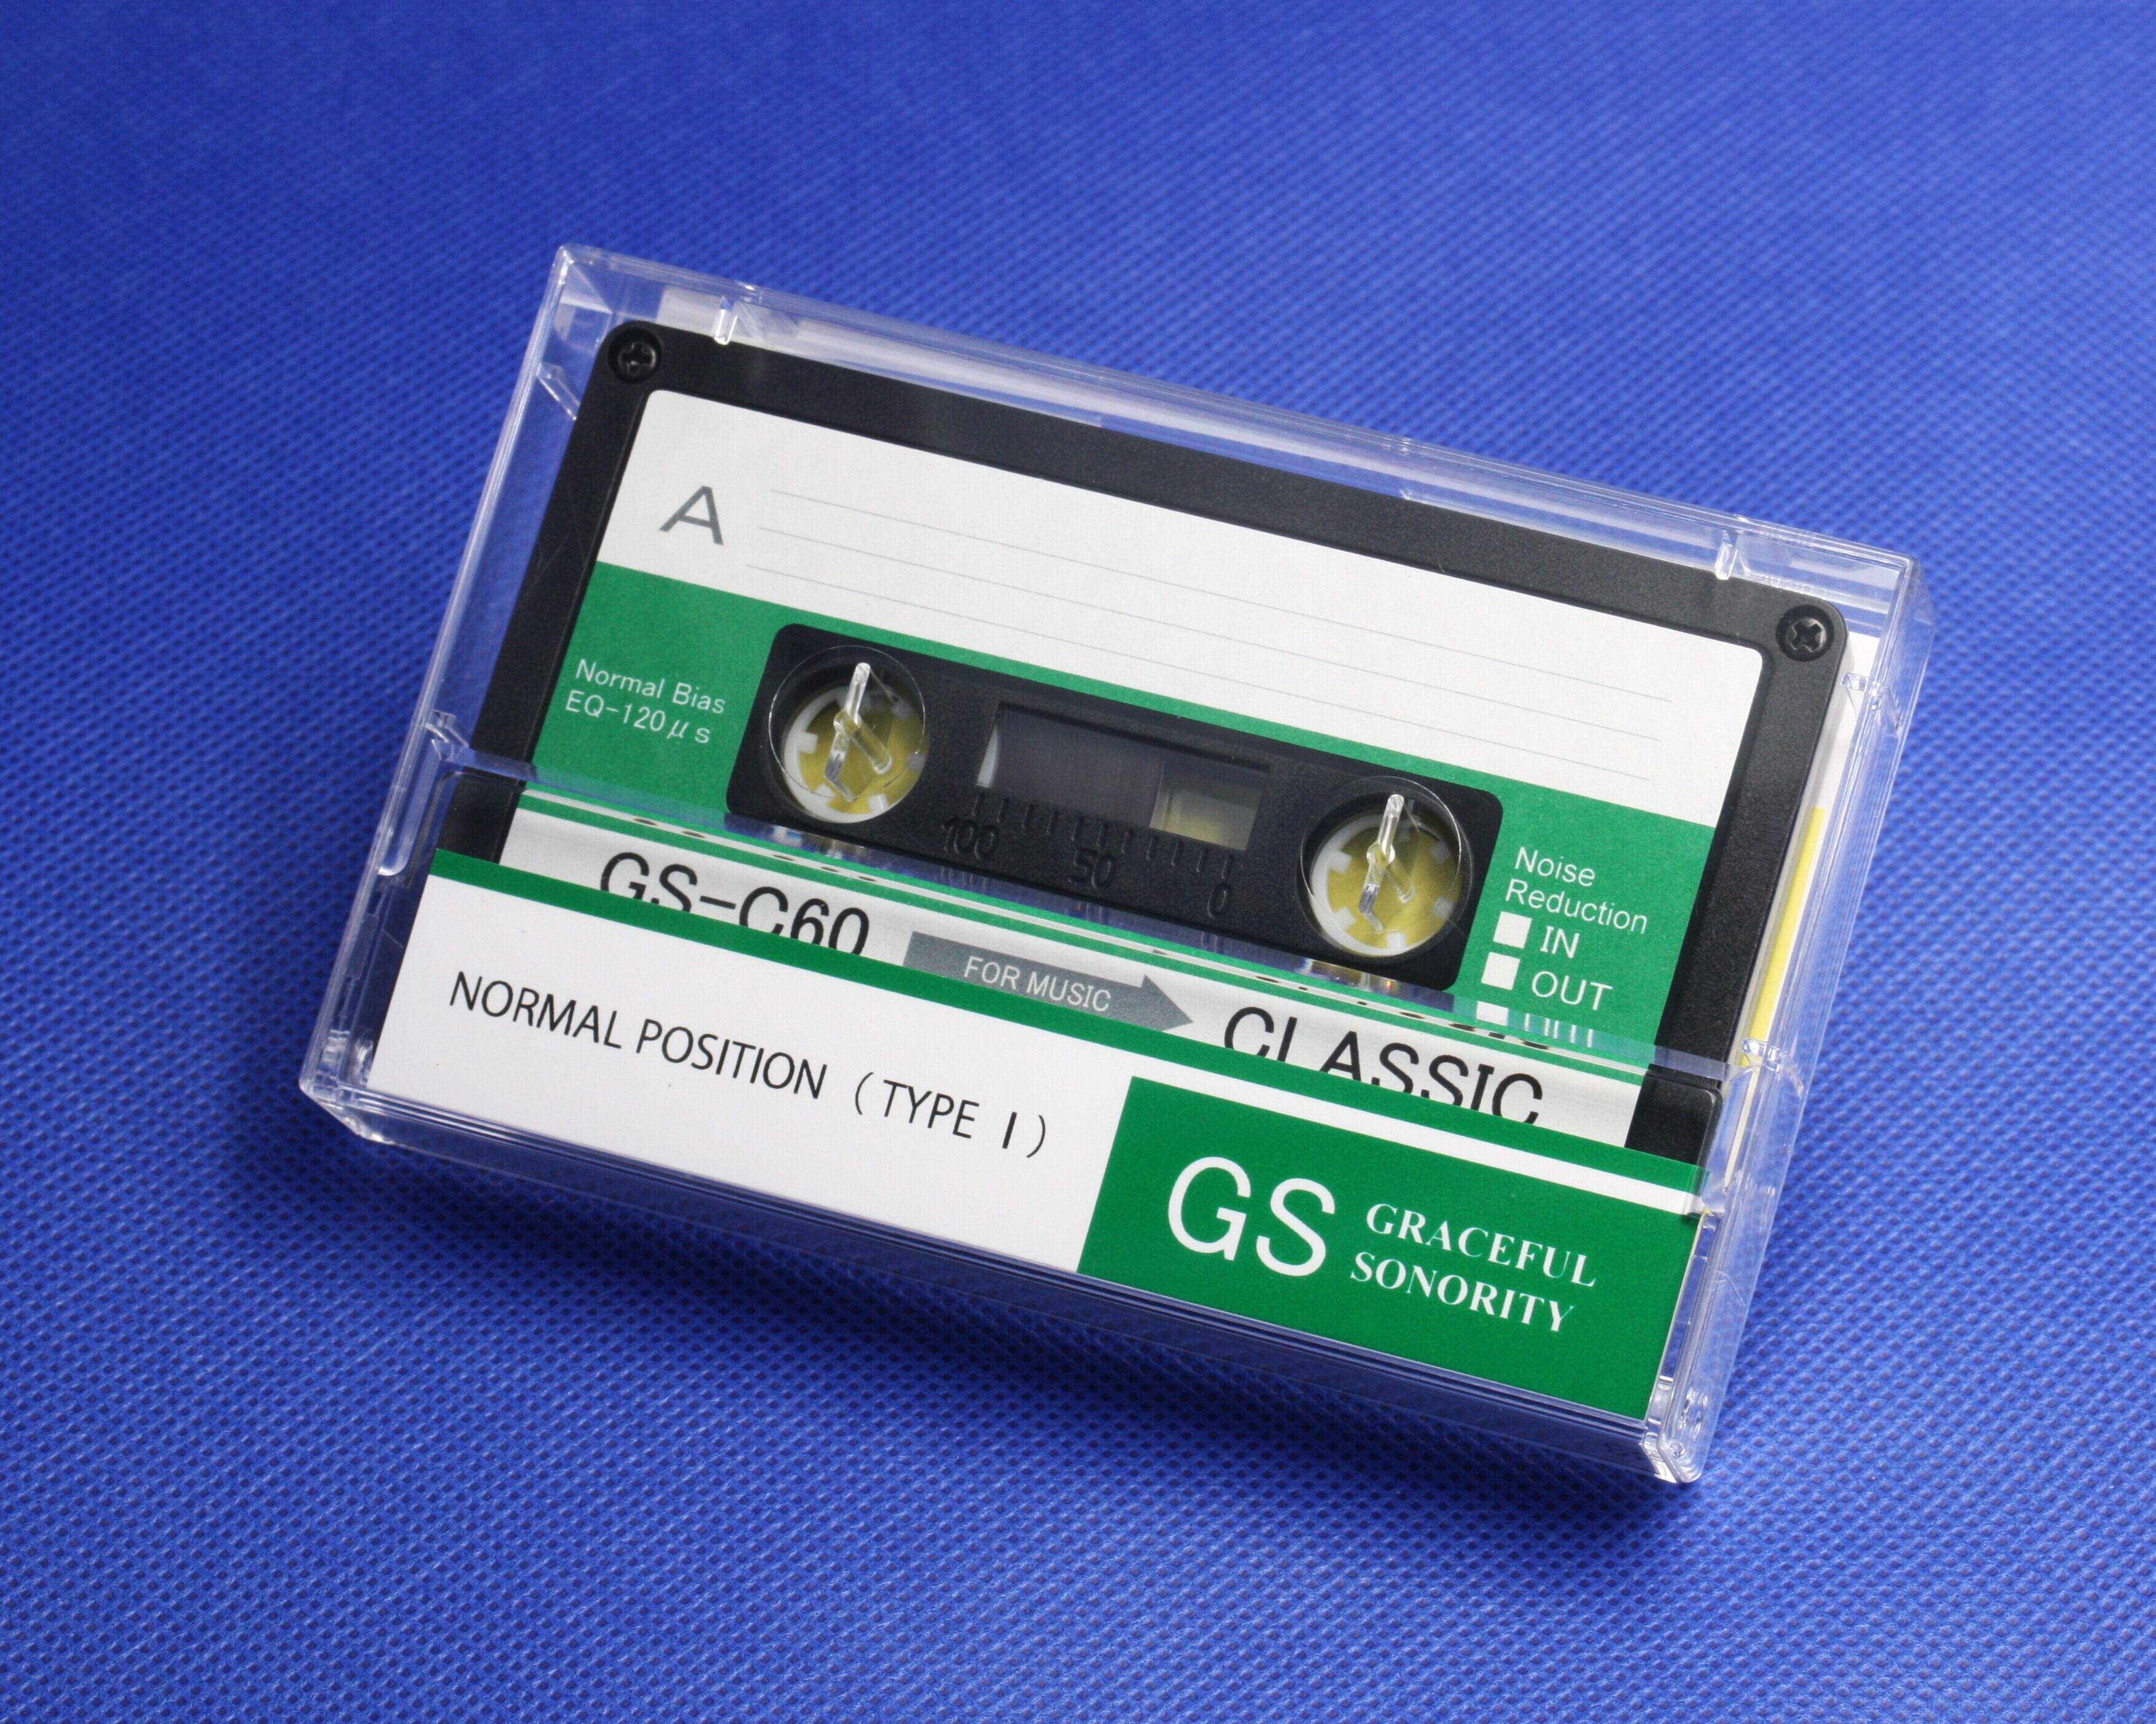 A
Normal Bias
EQ-120μs
100 50 0
Noise
Reduction
IN
OUT
GS-C60
FOR MUSIC
CLASSIC
NORMAL POSITION (TYPE I)
GS
GRACEFUL
SONORITY